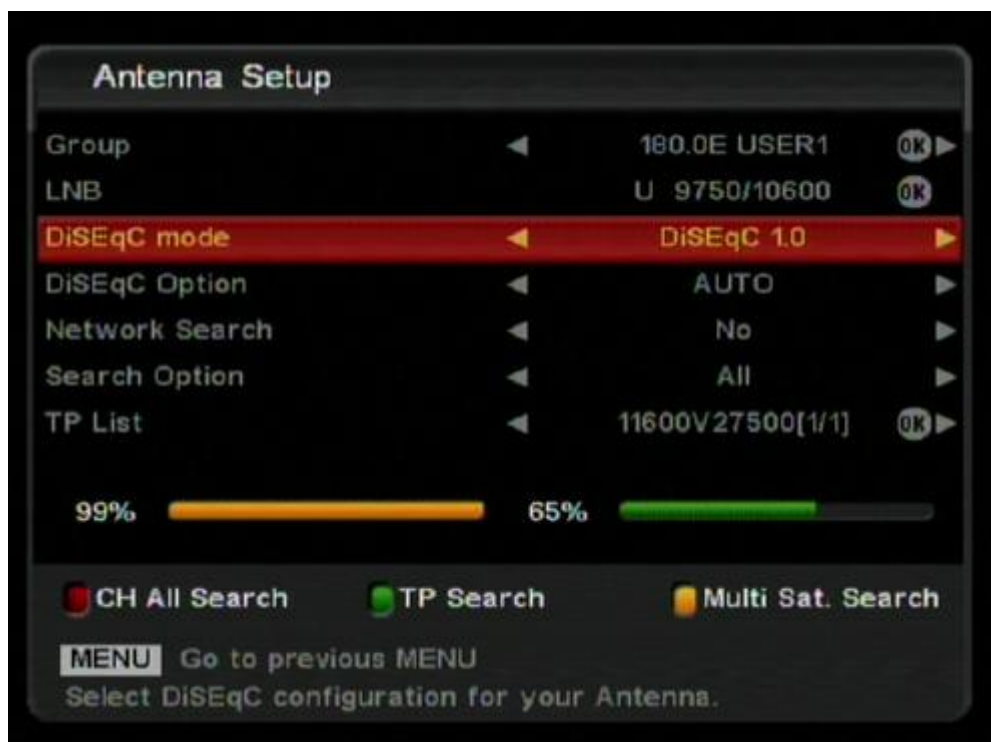 Antenna Setup
Group 180.0E USER1 OK
LNB U 9750/10600 OK
DiSEqC mode DiSEqC 1.0
DiSEqC Option AUTO
Network Search No
Search Option All
TP List 11600V27500[1/1] OK
99% 65%
CH All Search TP Search Multi Sat. Search
MENU Go to previous MENU
Select DiSEqC configuration for your Antenna.